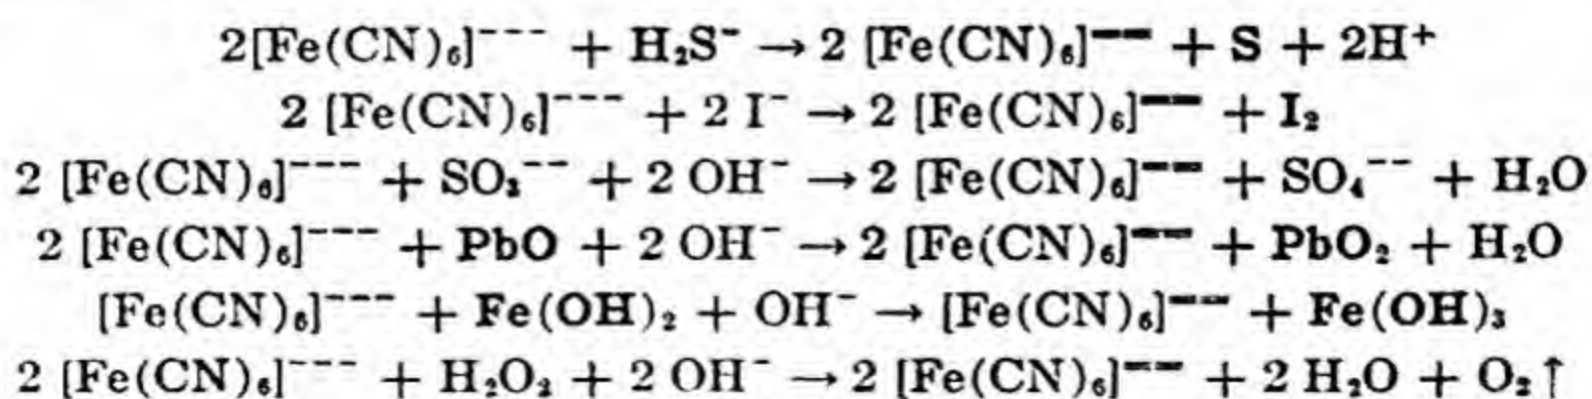 2[Fe(CN)₆]⁻⁻⁻ + H₂S⁻ → 2 [Fe(CN)₆]⁻⁻ + S + 2H⁺
2 [Fe(CN)₆]⁻⁻⁻ + 2 I⁻ → 2 [Fe(CN)₆]⁻⁻ + I₂
2 [Fe(CN)₆]⁻⁻⁻ + SO₃⁻⁻ + 2 OH⁻ → 2 [Fe(CN)₆]⁻⁻ + SO₄⁻⁻ + H₂O
2 [Fe(CN)₆]⁻⁻⁻ + PbO + 2 OH⁻ → 2 [Fe(CN)₆]⁻⁻ + PbO₂ + H₂O
[Fe(CN)₆]⁻⁻⁻ + Fe(OH)₂ + OH⁻ → [Fe(CN)₆]⁻⁻ + Fe(OH)₃
2 [Fe(CN)₆]⁻⁻⁻ + H₂O₂ + 2 OH⁻ → 2 [Fe(CN)₆]⁻⁻ + 2 H₂O + O₂↑